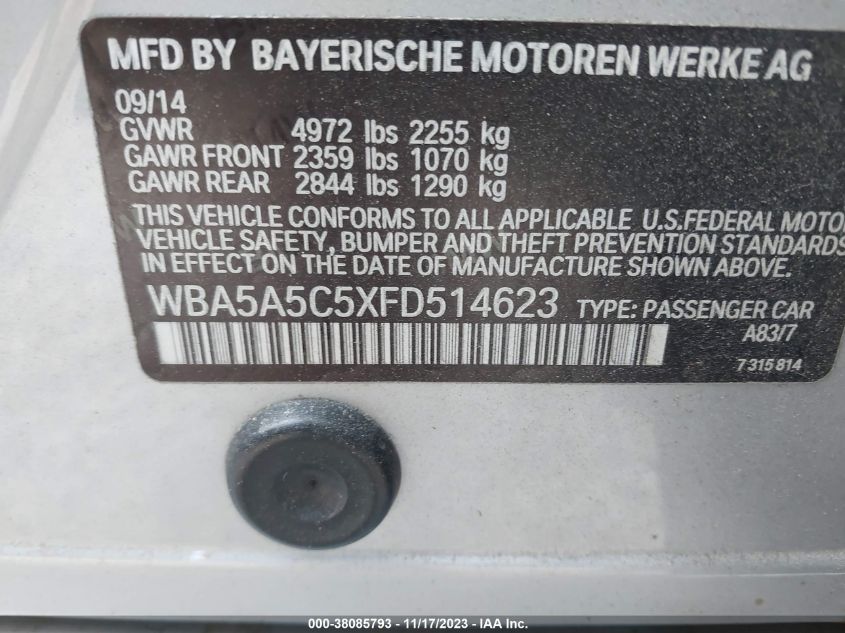 MFD BY BAYERISCHE MOTOREN WERKE AG
09/14
GVWR 4972 lbs 2255 kg
GAWR FRONT 2359 lbs 1070 kg
GAWR REAR 2844 lbs 1290 kg
THIS VEHICLE CONFORMS TO ALL APPLICABLE U.S.FEDERAL MOTO
VEHICLE SAFETY, BUMPER AND THEFT PREVENTION STANDARDS
IN EFFECT ON THE DATE OF MANUFACTURE SHOWN ABOVE.
WBA5A5C5XFD514623 TYPE: PASSENGER CAR
A83/7
7 315 814
000-38085793 - 11/17/2023 - IAA Inc.